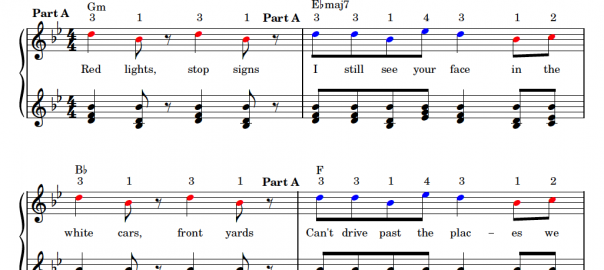 Part A Gm Part A E♭maj7
3 1 3 1 3 3 1 4 3 1 2
Red lights, stop signs I still see your face in the
B♭ Part A F
3 1 3 1 3 3 1 4 3 1 2
white cars, front yards Can't drive past the plac – es we